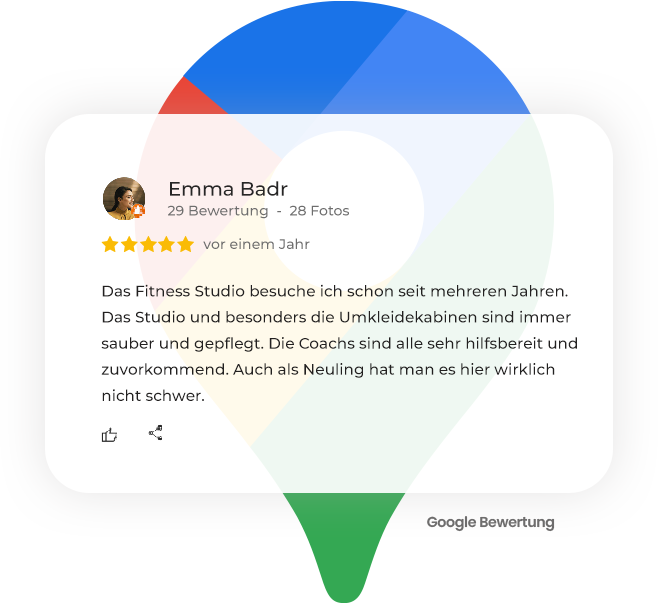 Emma Badr
29 Bewertung - 28 Fotos
vor einem Jahr
Das Fitness Studio besuche ich schon seit mehreren Jahren.
Das Studio und besonders die Umkleidekabinen sind immer
sauber und gepflegt. Die Coachs sind alle sehr hilfsbereit und
zuvorkommend. Auch als Neuling hat man es hier wirklich
nicht schwer.
Google Bewertung